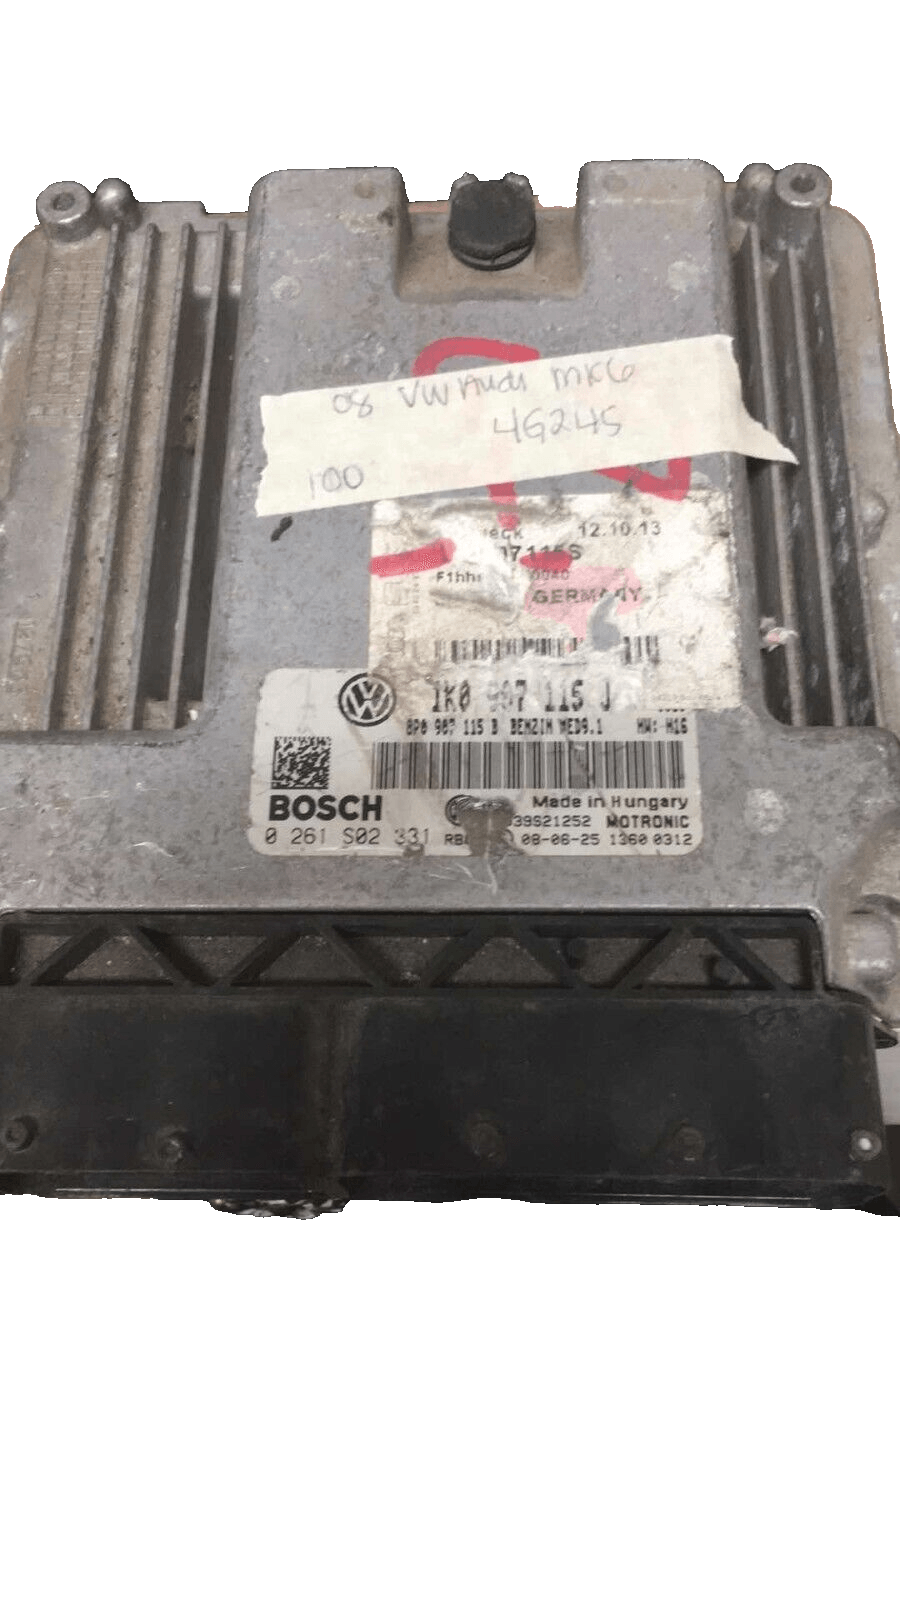 08 VW Audi MK6
4G245
100
12.10.13
GERMANY
1K0 907 115 J
8P0 907 115 B BENZIN MED9.1 HW: H16
BOSCH
Made in Hungary
39S21252 MOTRONIC
0 261 S02 331 08-06-25 1360 0312